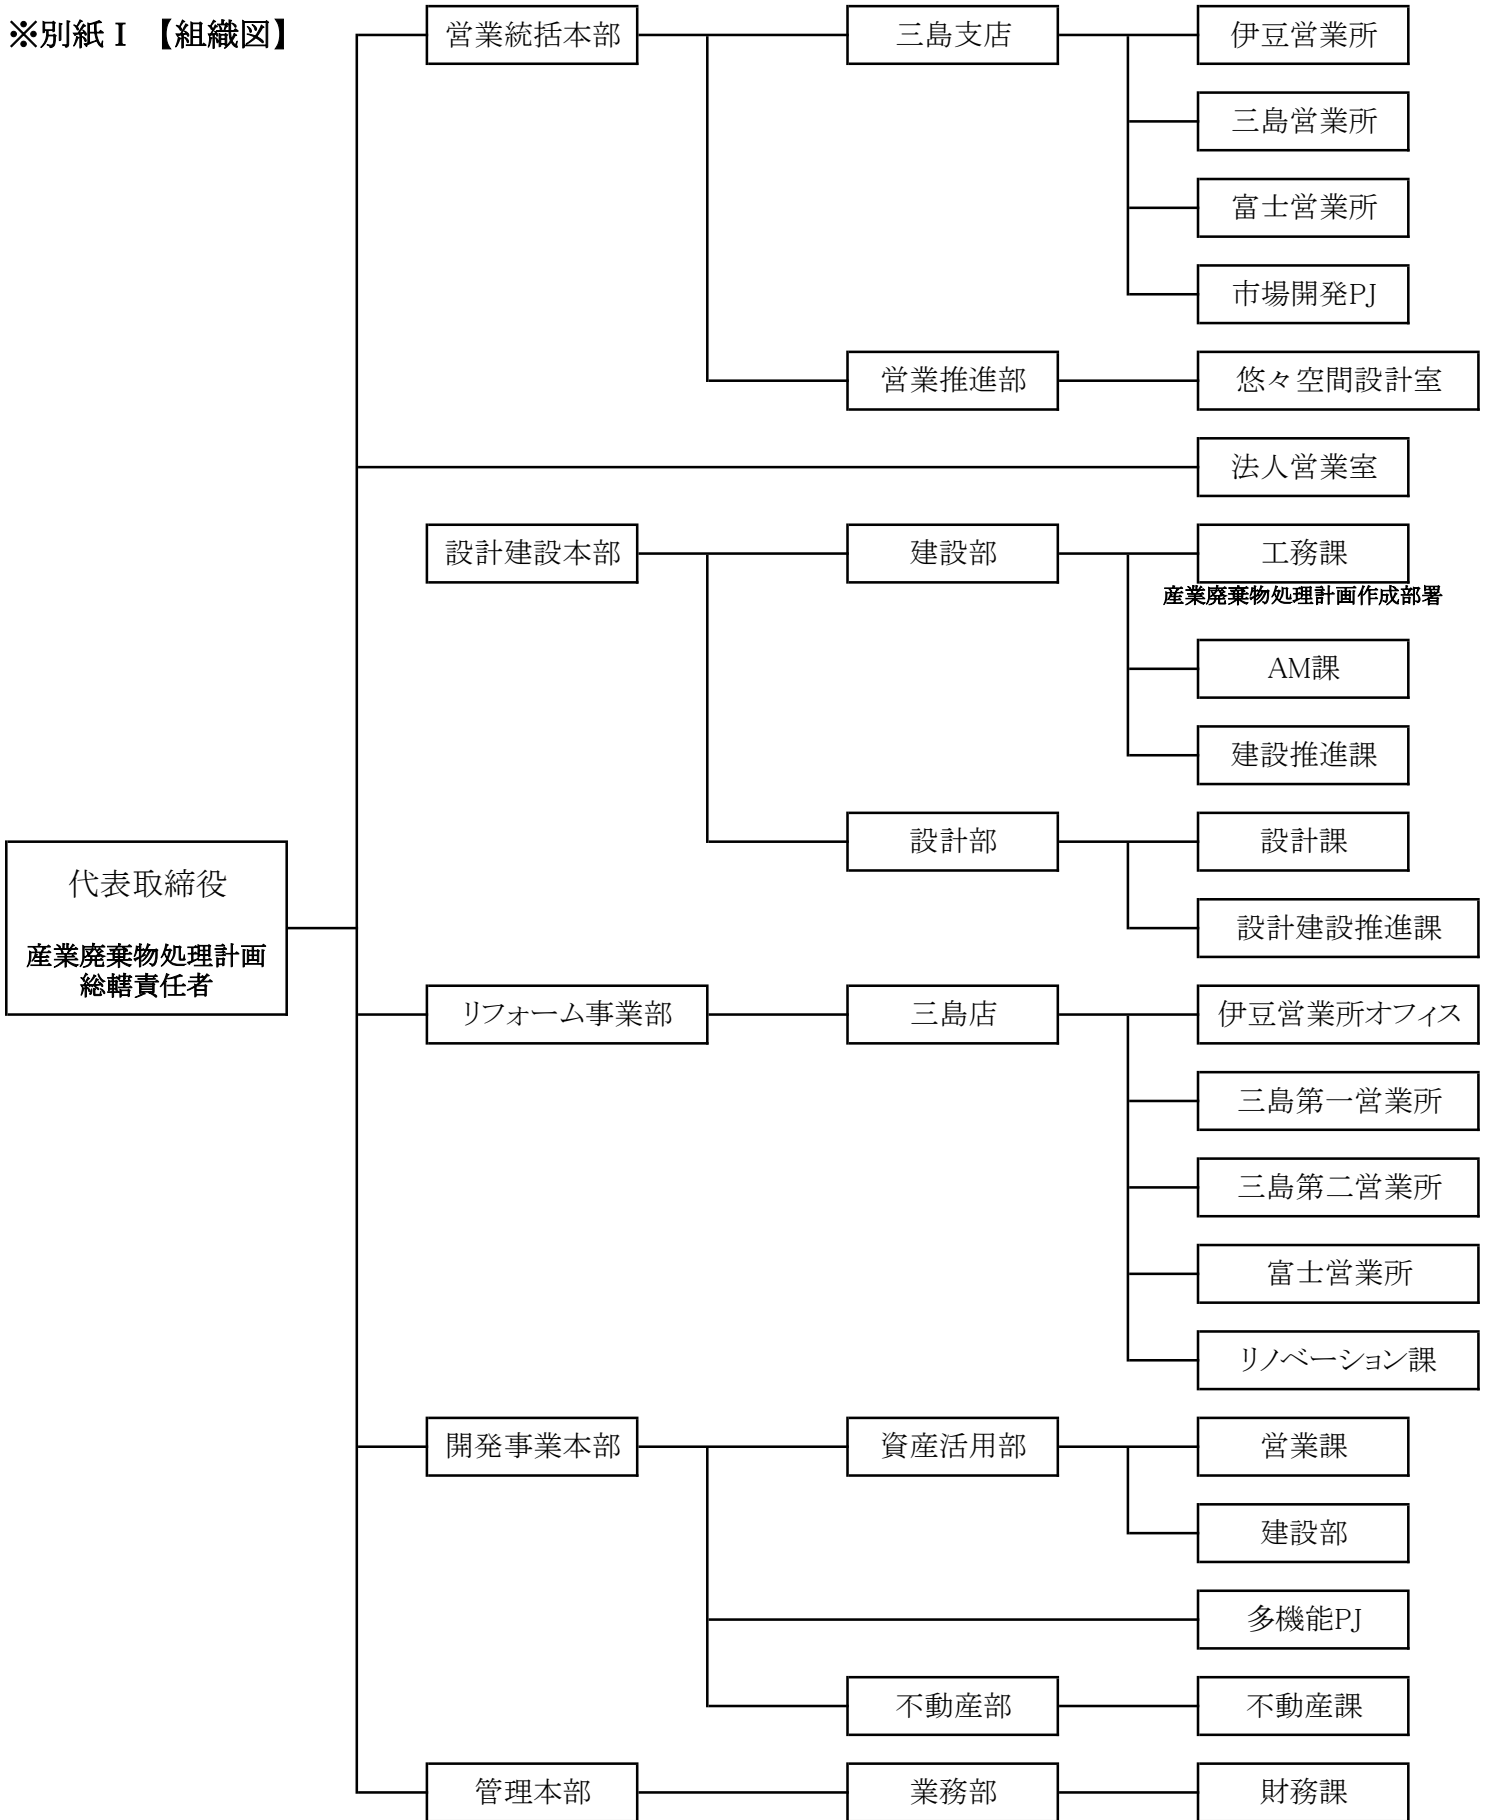 ※別紙Ⅰ 【組織図】
営業統括本部
三島支店
伊豆営業所
三島営業所
富士営業所
市場開発PJ
営業推進部
悠々空間設計室
法人営業室
設計建設本部
建設部
工務課
産業廃棄物処理計画作成部署
AM課
建設推進課
設計部
設計課
設計建設推進課
代表取締役
産業廃棄物処理計画
総轄責任者
リフォーム事業部
三島店
伊豆営業所オフィス
三島第一営業所
三島第二営業所
富士営業所
リノベーション課
開発事業本部
資産活用部
営業課
建設部
多機能PJ
不動産部
不動産課
管理本部
業務部
財務課